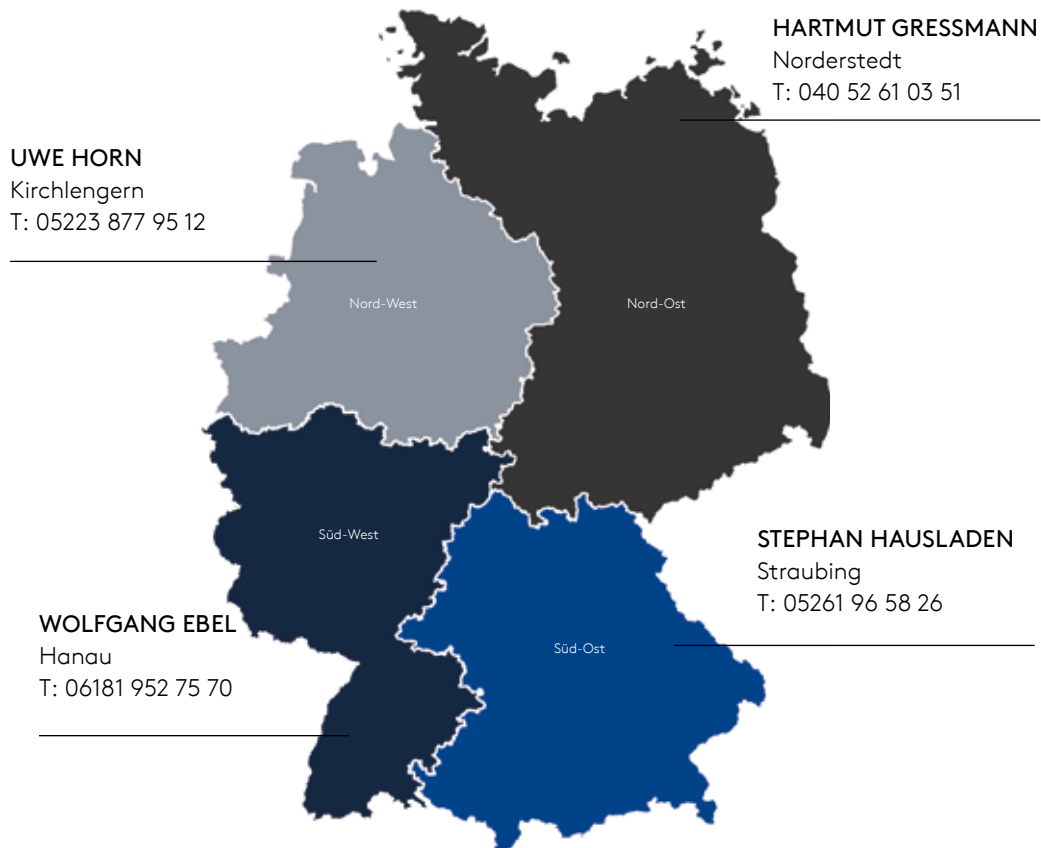 HARTMUT GRESSMANN
Norderstedt
T: 040 52 61 03 51
UWE HORN
Kirchlengern
T: 05223 877 95 12
Nord-West
Nord-Ost
Süd-West
STEPHAN HAUSLADEN
Straubing
T: 05261 96 58 26
WOLFGANG EBEL
Hanau
T: 06181 952 75 70
Süd-Ost